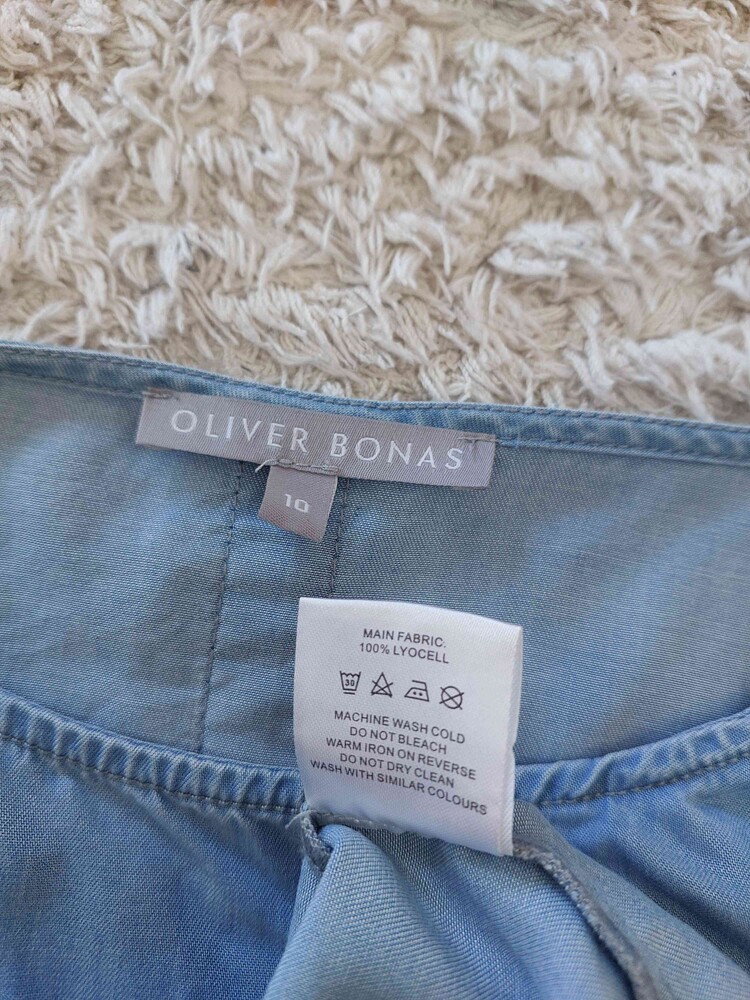 OLIVER BONAS
10
MAIN FABRIC:
100% LYOCELL
30
MACHINE WASH COLD
DO NOT BLEACH
WARM IRON ON REVERSE
DO NOT DRY CLEAN
WASH WITH SIMILAR COLOURS